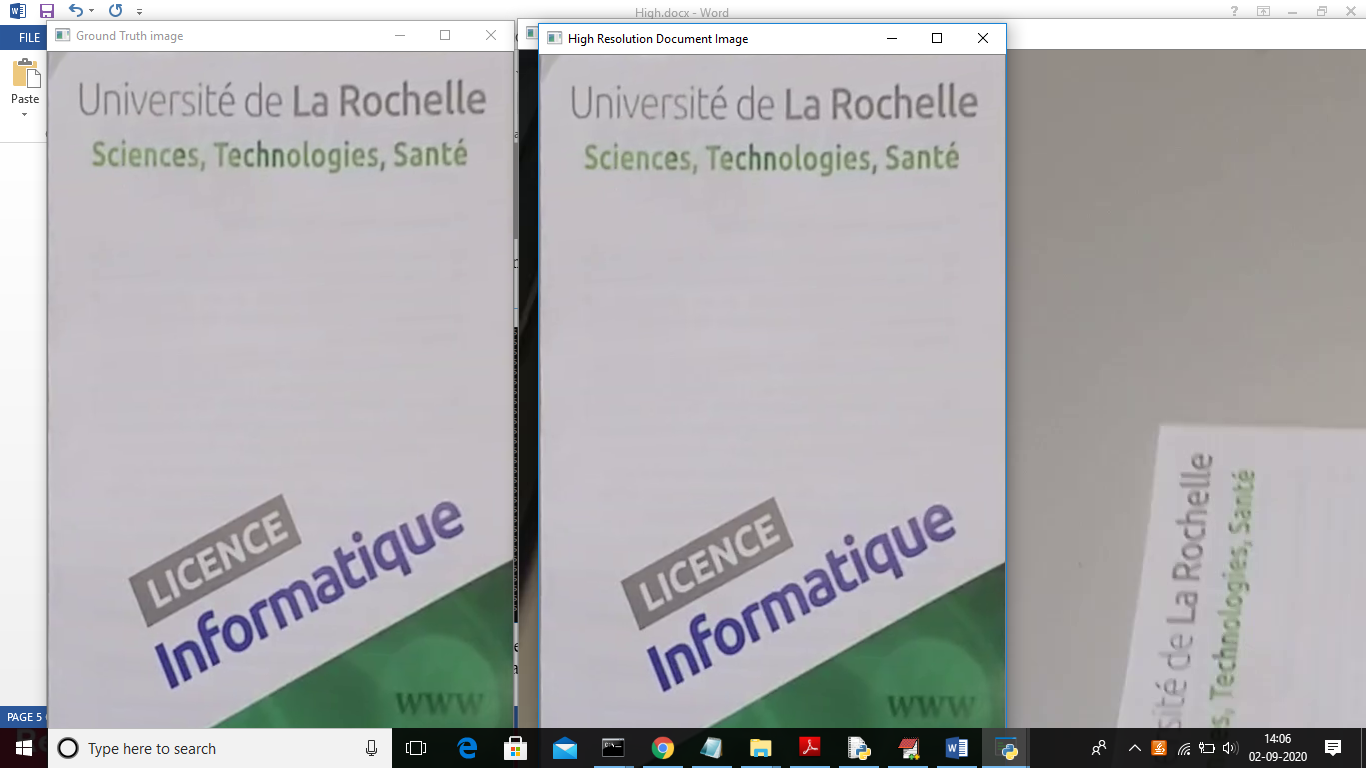 High.docx - Word
FILE
Paste
PAGE 5
Ground Truth image
Université de La Rochelle
Sciences, Technologies, Santé
LICENCE
Informatique
www
High Resolution Document Image
Université de La Rochelle
Sciences, Technologies, Santé
LICENCE
Informatique
www
sité de La Rochelle
es, Technologies, Santé
Type here to search
14:06
02-09-2020